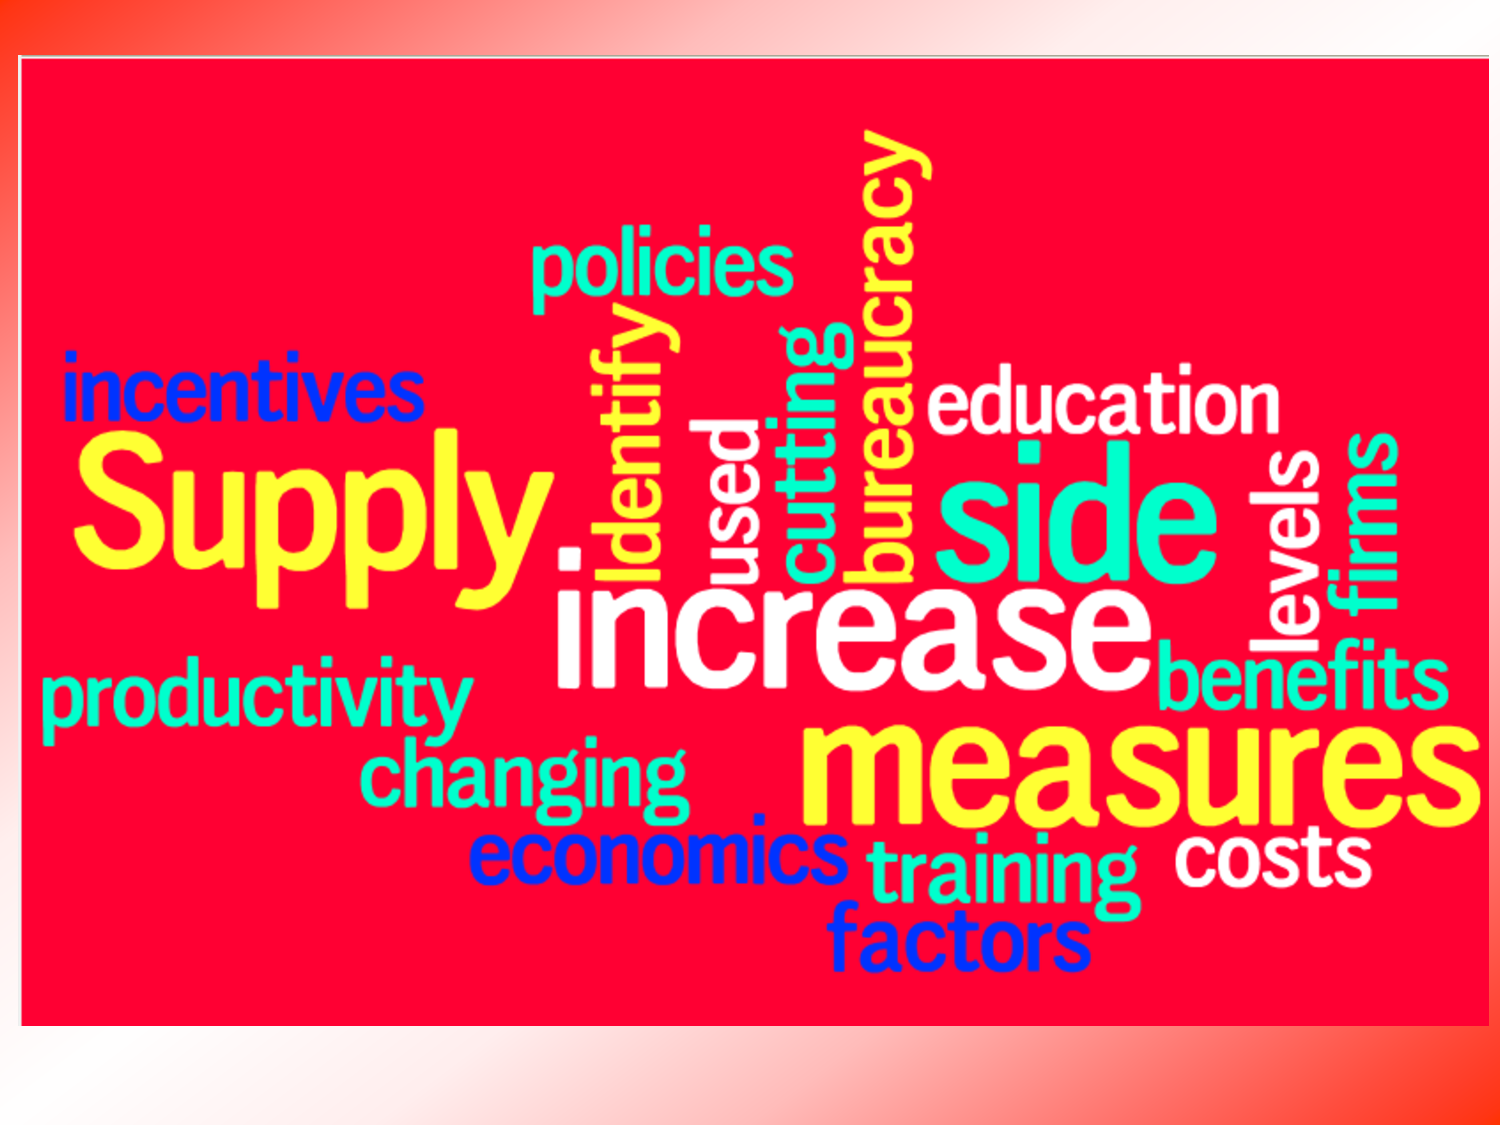 policies
bureaucracy
incentives
Identify
cutting
education
Supply
used
side
levels
firms
increase
productivity
benefits
changing
measures
economics
training
costs
factors